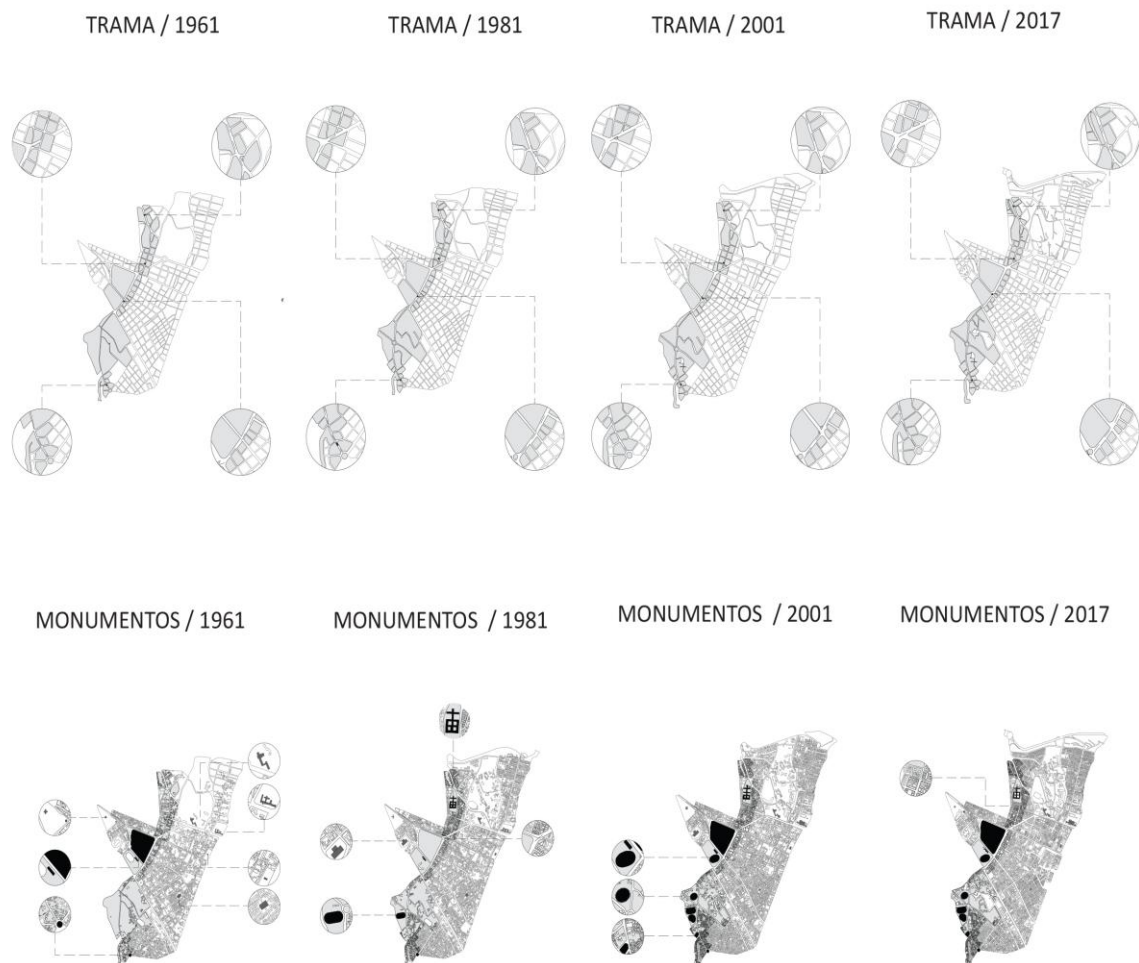 TRAMA / 1961
TRAMA / 1981
TRAMA / 2001
TRAMA / 2017
MONUMENTOS / 1961
MONUMENTOS / 1981
MONUMENTOS / 2001
MONUMENTOS / 2017